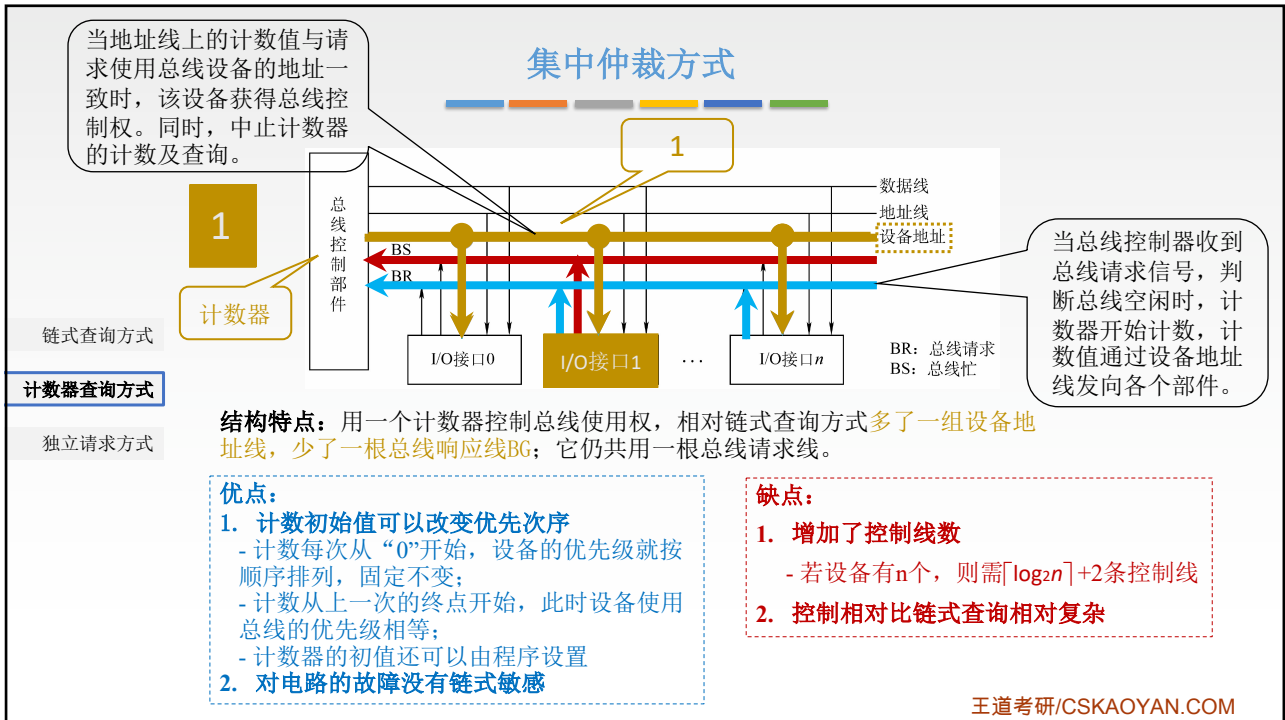 集中仲裁方式
当地址线上的计数值与请
求使用总线设备的地址一
致时，该设备获得总线控
制权。同时，中止计数器
的计数及查询。
1
1
计数器
总
线
控
制
部
件
数据线
地址线
设备地址
BS
BR
I/O接口0
I/O接口1
…
I/O接口n
BR：总线请求
BS：总线忙
当总线控制器收到
总线请求信号，判
断总线空闲时，计
数器开始计数，计
数值通过设备地址
线发向各个部件。
链式查询方式
计数器查询方式
独立请求方式
结构特点：用一个计数器控制总线使用权，相对链式查询方式多了一组设备地
址线，少了一根总线响应线BG；它仍共用一根总线请求线。
优点：
1. 计数初始值可以改变优先次序
- 计数每次从“0”开始，设备的优先级就按
顺序排列，固定不变；
- 计数从上一次的终点开始，此时设备使用
总线的优先级相等；
- 计数器的初值还可以由程序设置
2. 对电路的故障没有链式敏感
缺点：
1. 增加了控制线数
- 若设备有n个，则需⌈log₂n⌉+2条控制线
2. 控制相对比链式查询相对复杂
王道考研/CSKAOYAN.COM